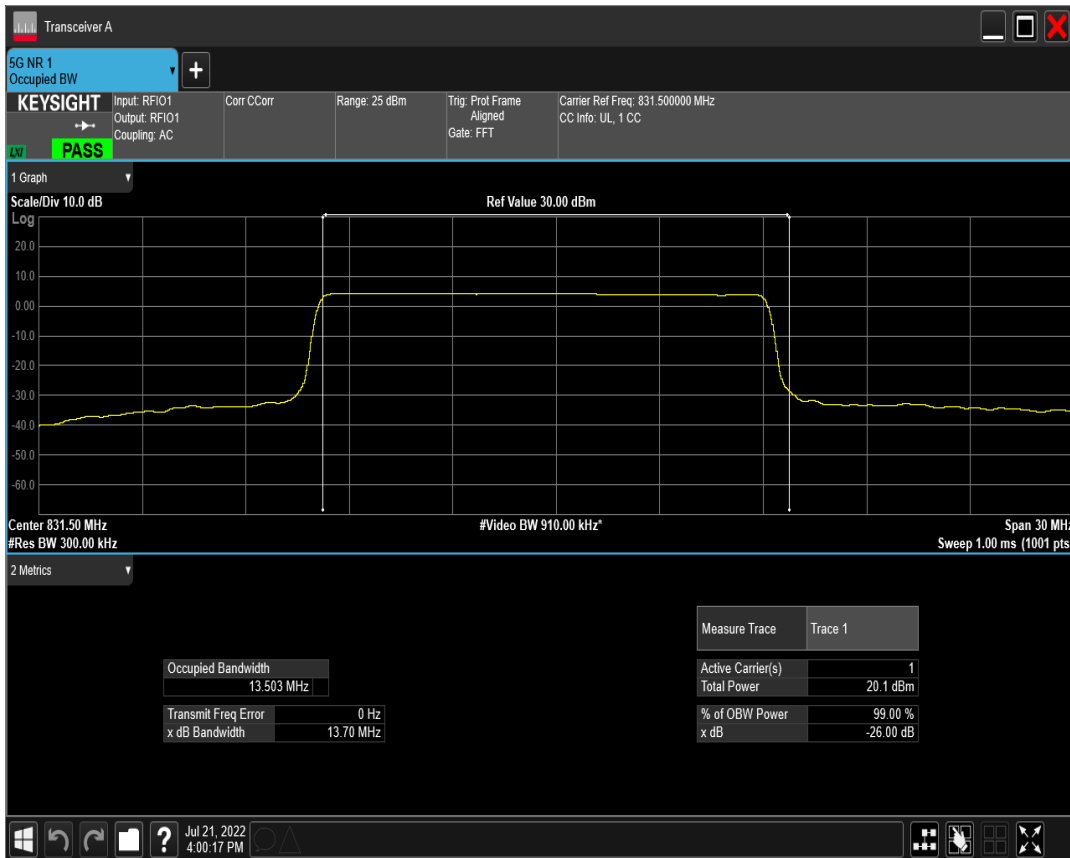 Transceiver A
5G NR 1
Occupied BW
+
KEYSIGHT
LXI
PASS
Input: RFIO1
Output: RFIO1
Coupling: AC
Corr CCorr
Range: 25 dBm
Trig: Prot Frame
Aligned
Gate: FFT
Carrier Ref Freq: 831.500000 MHz
CC Info: UL, 1 CC
1 Graph
Scale/Div 10.0 dB
Ref Value 30.00 dBm
Log
20.0
10.0
0.00
-10.0
-20.0
-30.0
-40.0
-50.0
-60.0
Center 831.50 MHz
#Video BW 910.00 kHz*
Span 30 MHz
#Res BW 300.00 kHz
Sweep 1.00 ms (1001 pts
2 Metrics
Measure Trace Trace 1
Occupied Bandwidth
13.503 MHz
Active Carrier(s) 1
Total Power 20.1 dBm
Transmit Freq Error 0 Hz
x dB Bandwidth 13.70 MHz
% of OBW Power 99.00 %
x dB -26.00 dB
?
Jul 21, 2022
4:00:17 PM